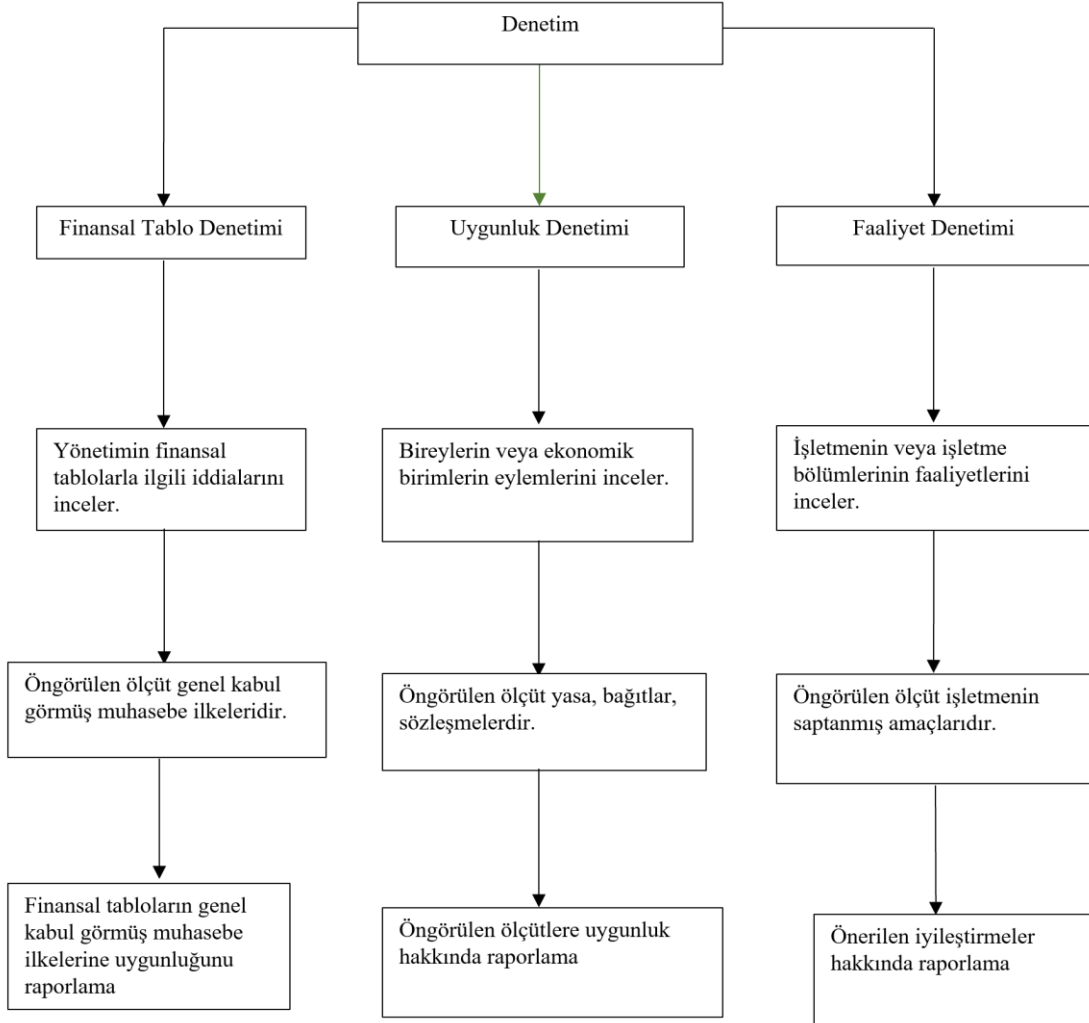 Denetim
Finansal Tablo Denetimi
Uygunluk Denetimi
Faaliyet Denetimi
Yönetimin finansal
tablolarla ilgili iddialarını
inceler.
Bireylerin veya ekonomik
birimlerin eylemlerini inceler.
İşletmenin veya işletme
bölümlerinin faaliyetlerini
inceler.
Öngörülen ölçüt genel kabul
görmüş muhasebe ilkeleridir.
Öngörülen ölçüt yasa, bağıtlar,
sözleşmelerdir.
Öngörülen ölçüt işletmenin
saptanmış amaçlarıdır.
Finansal tabloların genel
kabul görmüş muhasebe
ilkelerine uygunluğunu
raporlama
Öngörülen ölçütlere uygunluk
hakkında raporlama
Önerilen iyileştirmeler
hakkında raporlama